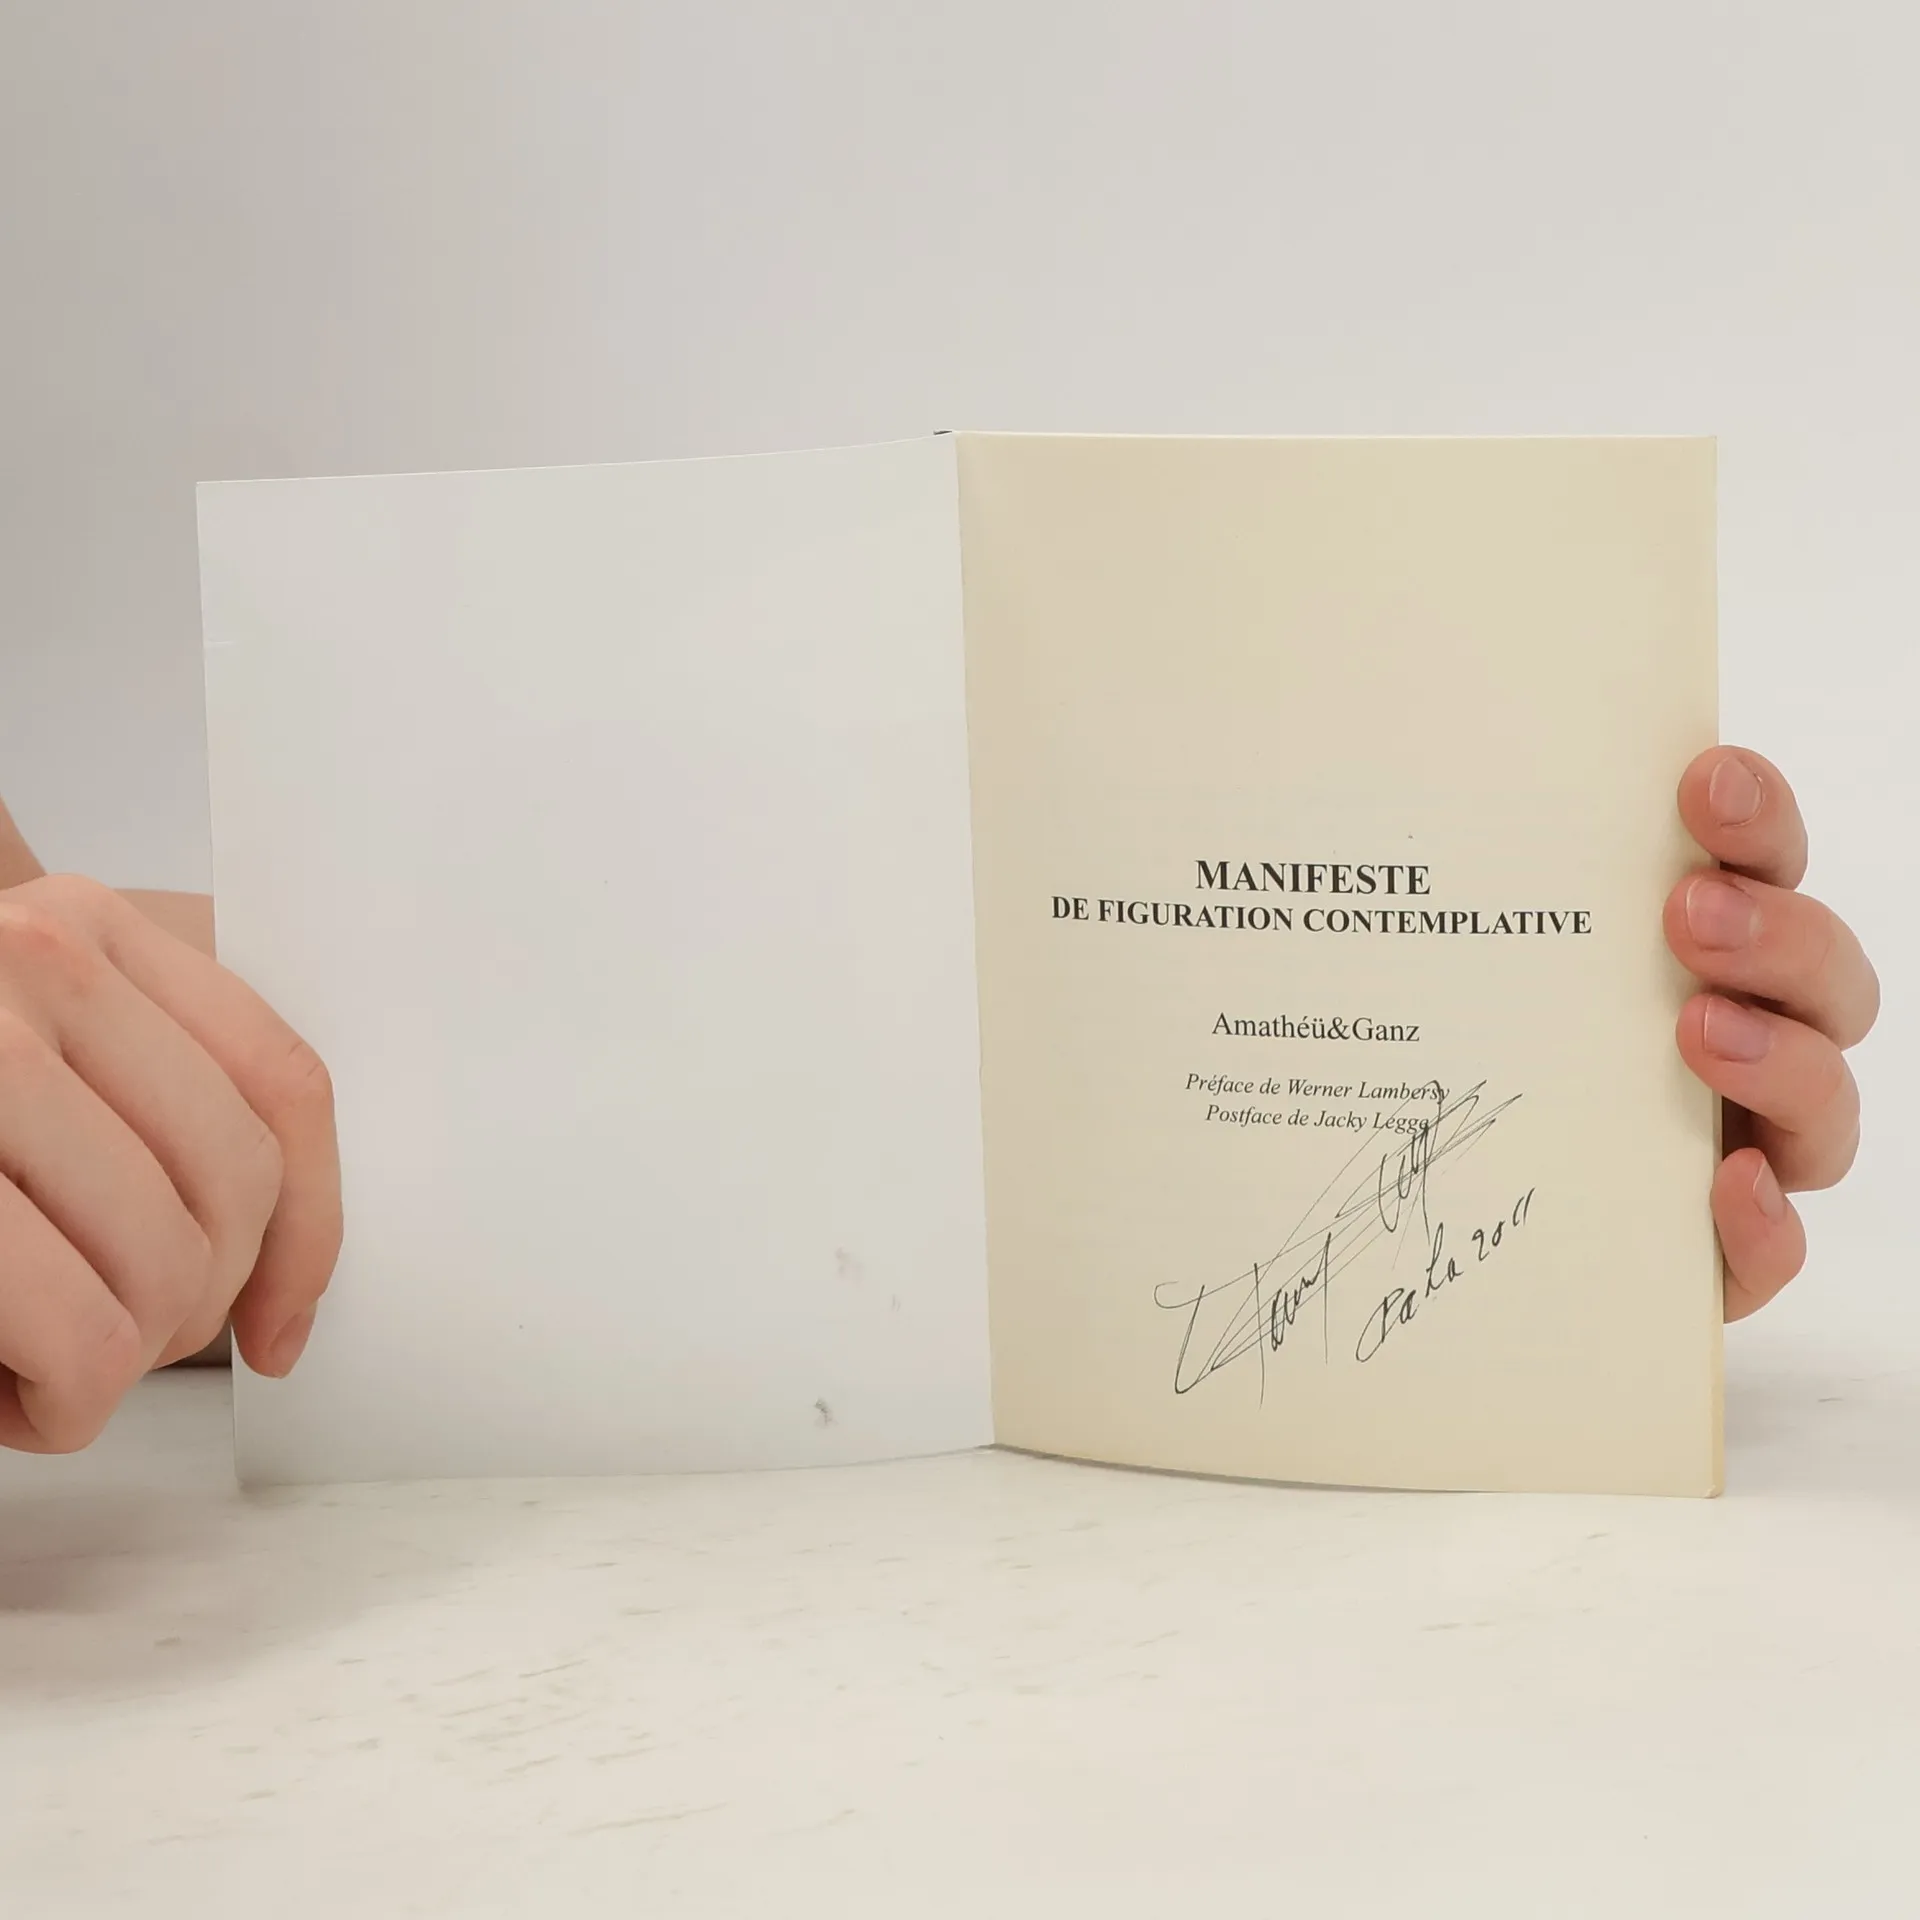 MANIFESTE
DE FIGURATION CONTEMPLATIVE
Amathéü&Ganz
Préface de Werner Lambersy
Postface de Jacky Legge
2011